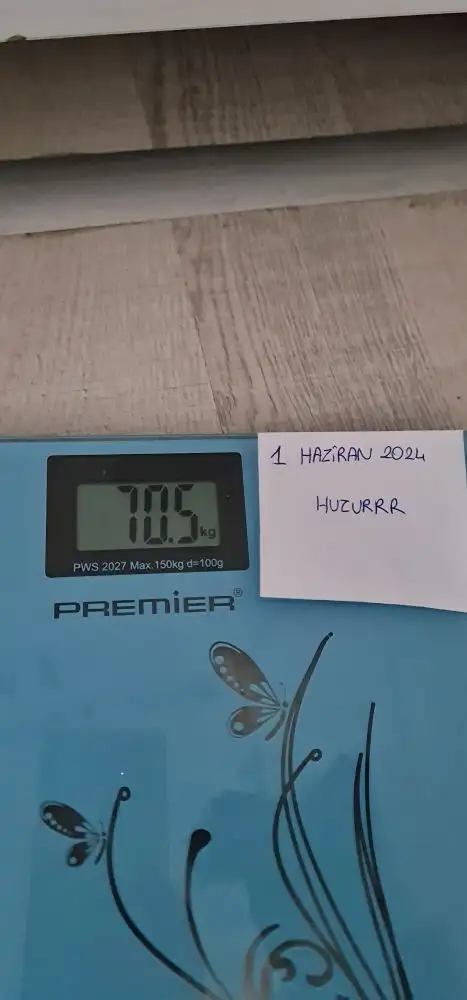 1 HAZİRAN 2024
HUZURRR
70.5 kg
PWS 2027 Max.150kg d=100g
PREMiER®